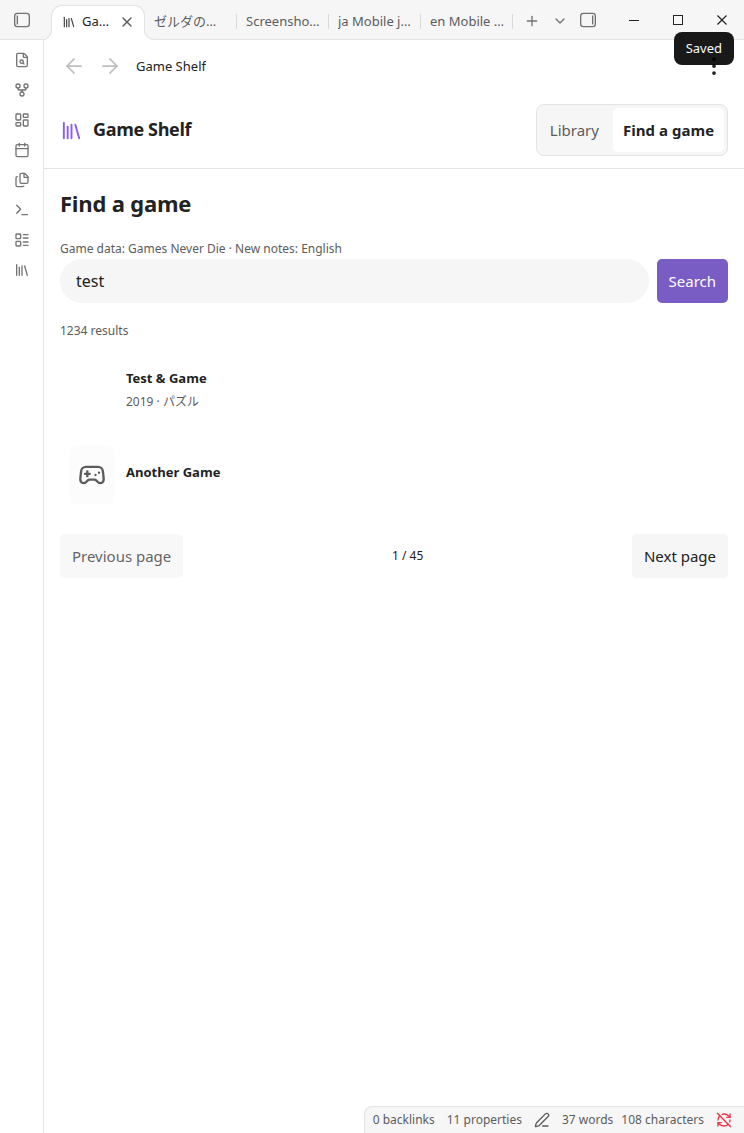 Ga...
ゼルダの...
Screensho...
ja Mobile j...
en Mobile ...
Saved
Game Shelf
Game Shelf
Library
Find a game
Find a game
Game data: Games Never Die · New notes: English
test
Search
1234 results
Test & Game
2019 · パズル
Another Game
Previous page
1 / 45
Next page
0 backlinks
11 properties
37 words
108 characters